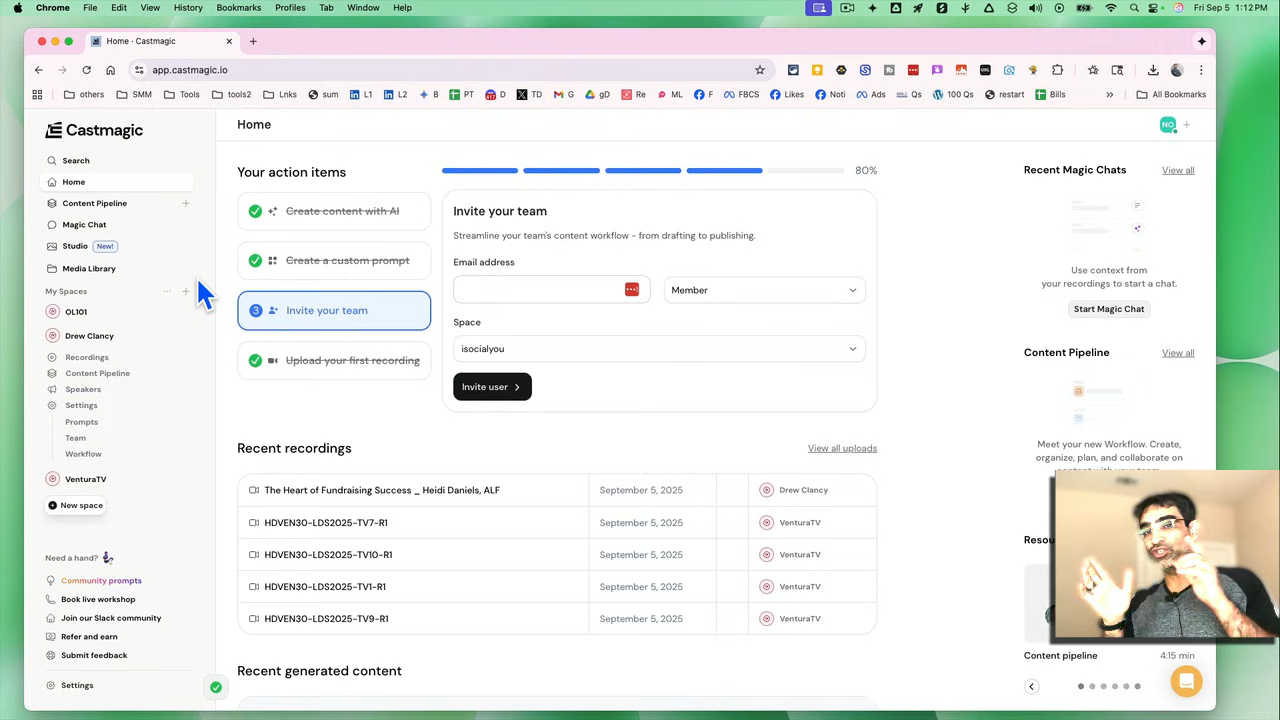 Chrome File Edit View History Bookmarks Profiles Tab Window Help Fri Sep 5 1:12 PM
Home · Castmagic
app.castmagic.io
others SMM Tools tools2 Lnks sum L1 L2 B PT D TD G gD Re ML F FBCS Likes Noti Ads Qs 100 Qs restart Bills All Bookmarks
Castmagic
Search
Home
Content Pipeline
Magic Chat
Studio New!
Media Library
My Spaces
OL101
Drew Clancy
Recordings
Content Pipeline
Speakers
Settings
Prompts
Team
Workflow
VenturaTV
New space
Need a hand?
Community prompts
Book live workshop
Join our Slack community
Refer and earn
Submit feedback
Settings
Home
NO
Your action items
Create content with AI
Create a custom prompt
3 Invite your team
Upload your first recording
80%
Invite your team
Streamline your team's content workflow - from drafting to publishing.
Email address
Member
Space
isocialyou
Invite user
Recent recordings View all uploads
The Heart of Fundraising Success _ Heidi Daniels, ALF September 5, 2025 Drew Clancy
HDVEN30-LDS2025-TV7-R1 September 5, 2025 VenturaTV
HDVEN30-LDS2025-TV10-R1 September 5, 2025 VenturaTV
HDVEN30-LDS2025-TV1-R1 September 5, 2025 VenturaTV
HDVEN30-LDS2025-TV9-R1 September 5, 2025 VenturaTV
Recent generated content
Recent Magic Chats View all
Use context from
your recordings to start a chat.
Start Magic Chat
Content Pipeline View all
Meet your new Workflow. Create,
organize, plan, and collaborate on
Resou
Content pipeline 4:15 min